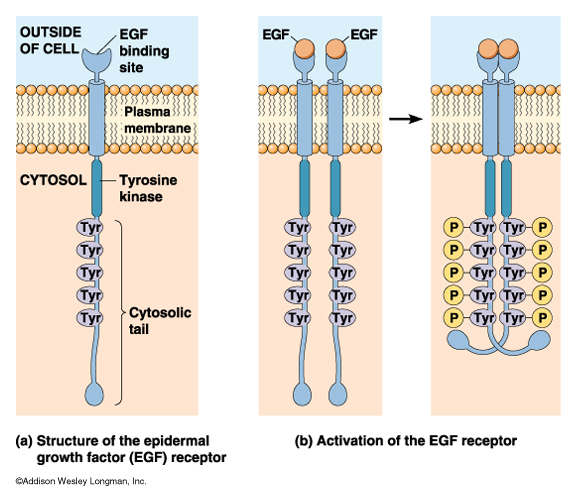 OUTSIDE
OF CELL
EGF
binding
site
Plasma
membrane
CYTOSOL
Tyrosine
kinase
Tyr
Tyr
Tyr
Tyr
Tyr
Cytosolic
tail
(a) Structure of the epidermal
growth factor (EGF) receptor
EGF EGF
Tyr Tyr
Tyr Tyr
Tyr Tyr
Tyr Tyr
Tyr Tyr
P Tyr Tyr P
P Tyr Tyr P
P Tyr Tyr P
P Tyr Tyr P
P Tyr Tyr P
(b) Activation of the EGF receptor
©Addison Wesley Longman, Inc.